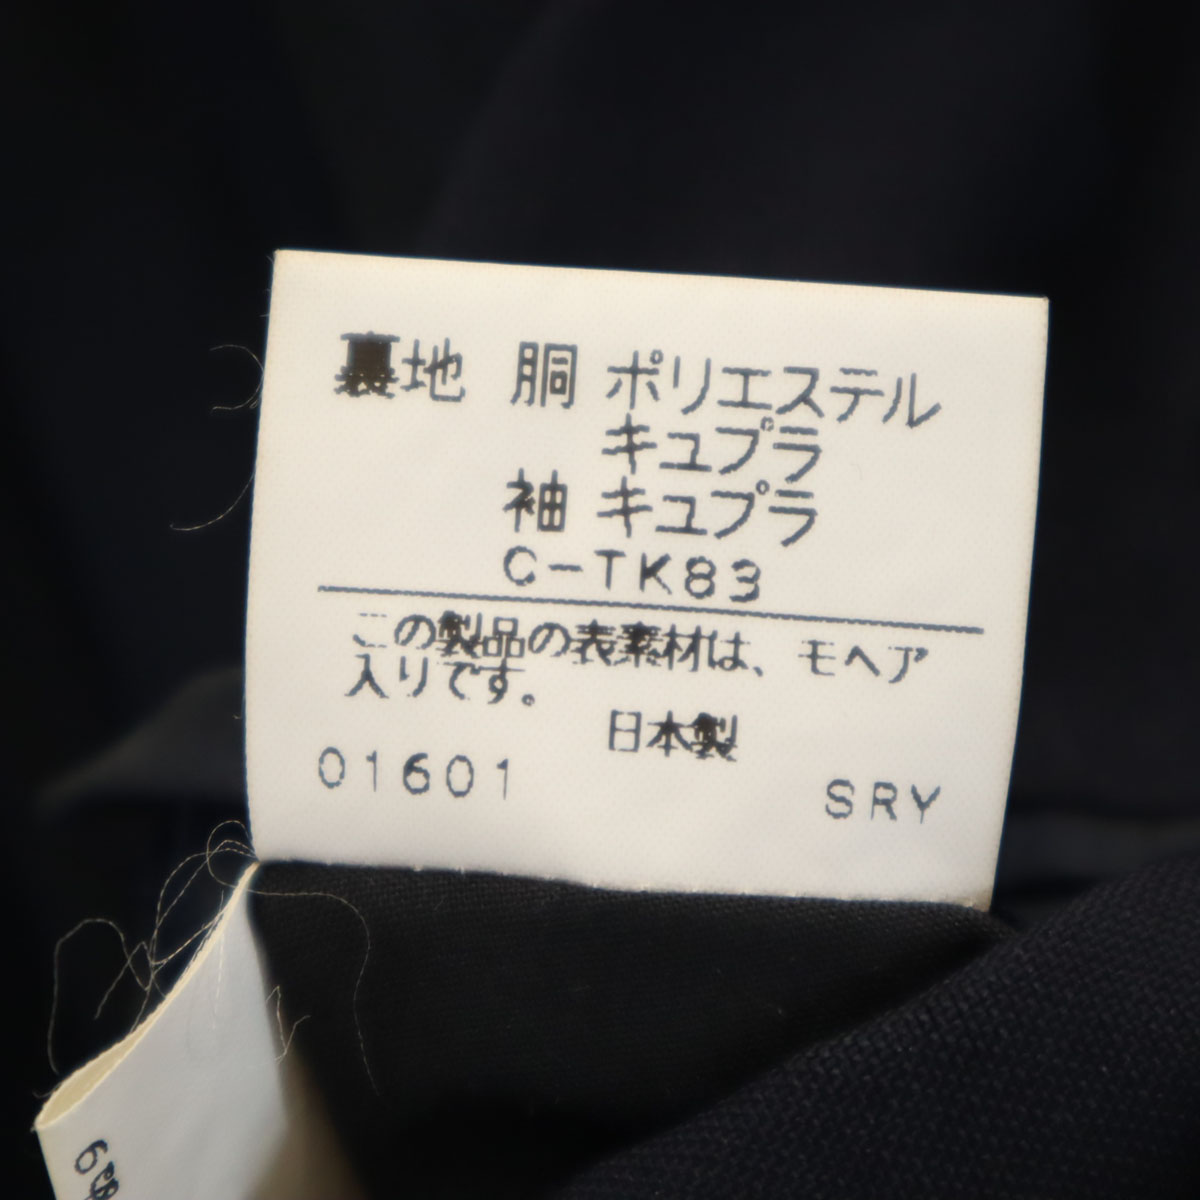 裏地 胴 ポリエステル
キュプラ
袖 キュプラ
C-TK83
この製品の表素材は、モヘア
入りです。
日本製
01601 SRY